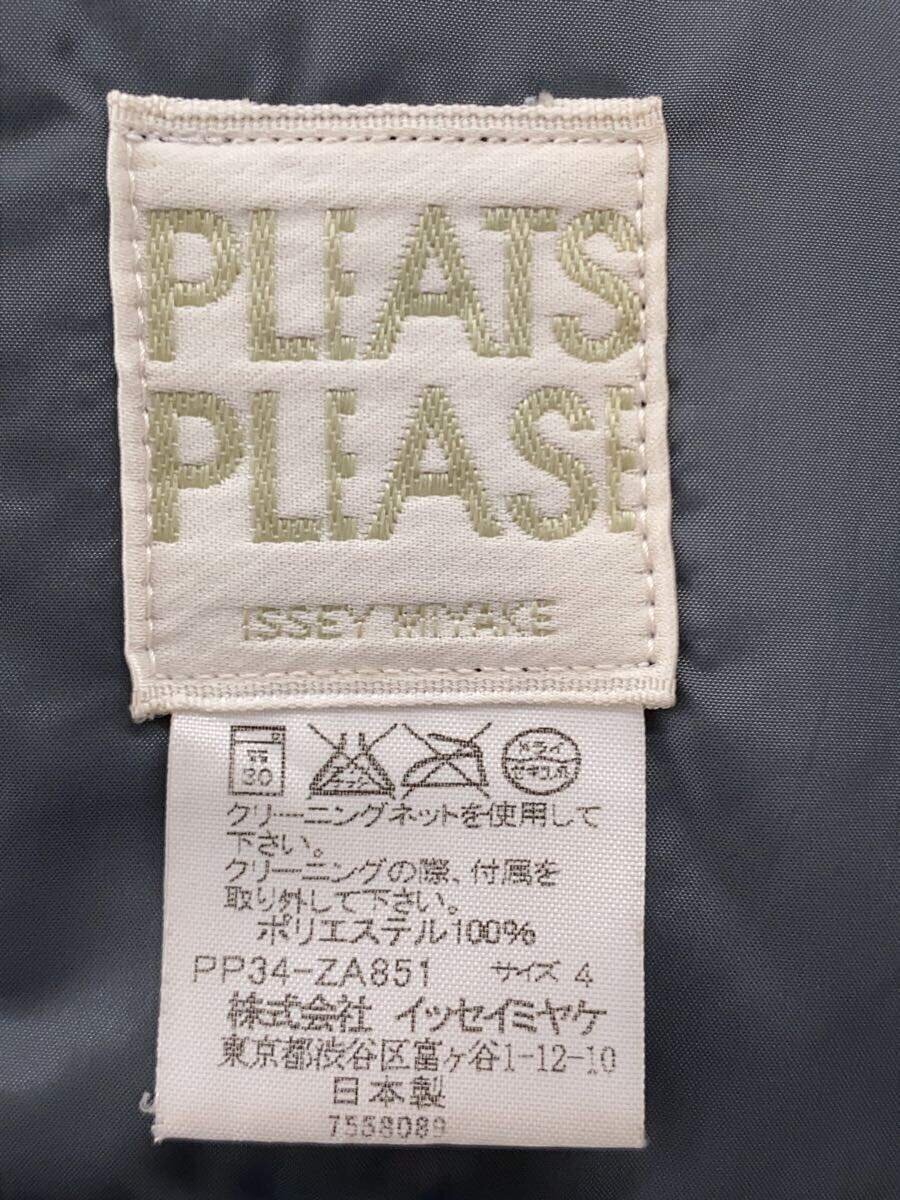 PLEATS
PLEASE
ISSEY MIYAKE
30
ドライ
セキユ系
クリーニングネットを使用して
下さい。
クリーニングの際、付属を
取り外して下さい。
ポリエステル100%
PP34-ZA851 サイズ 4
株式会社 イッセイミヤケ
東京都渋谷区富ヶ谷1-12-10
日本製
7558089